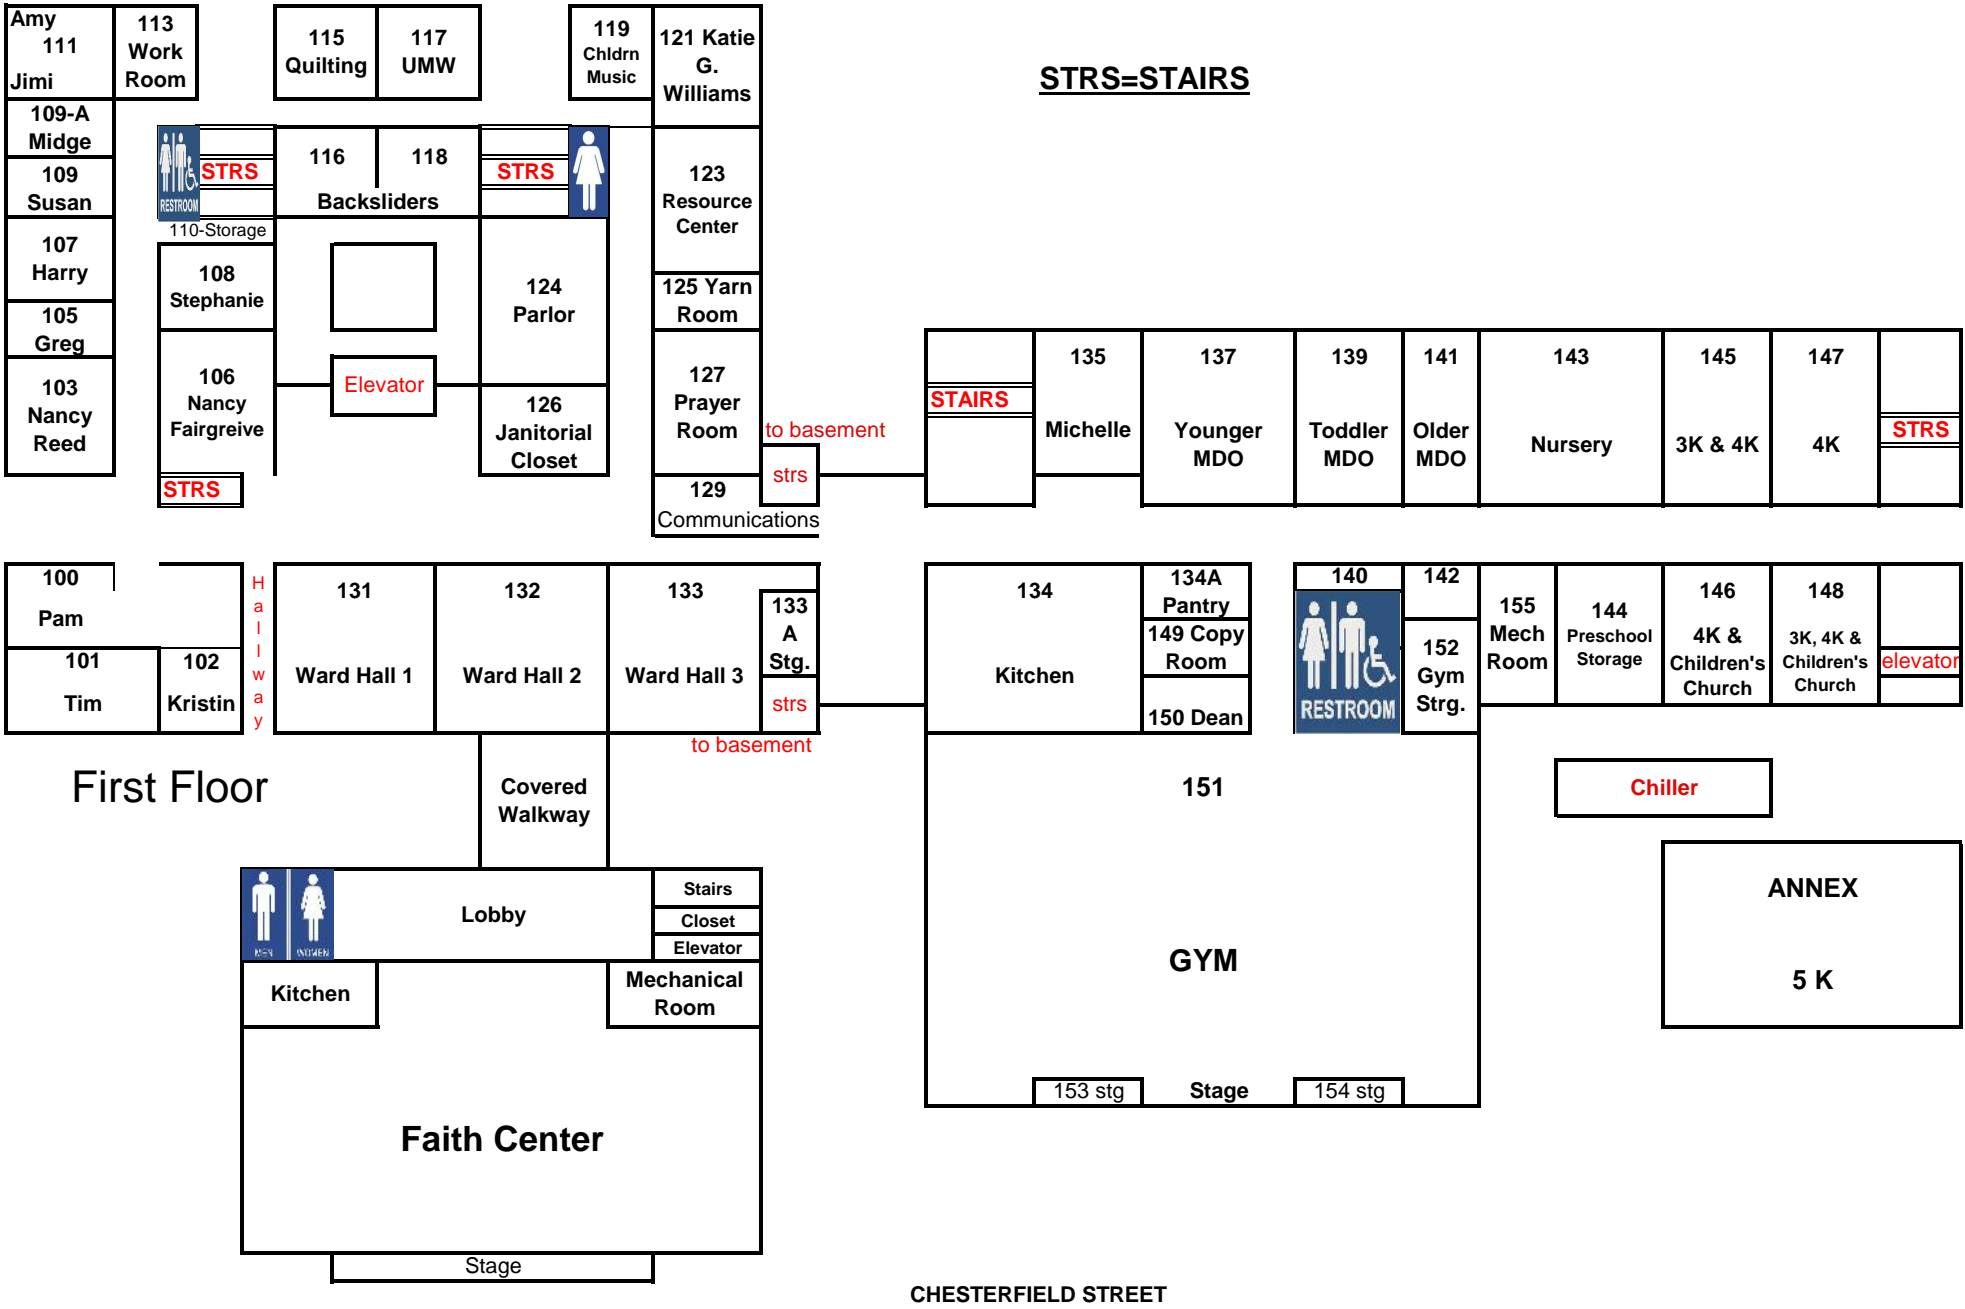 Amy
111
Jimi
113
Work
Room
115
Quilting
117
UMW
119
Chldrn
Music
121 Katie
G.
Williams
STRS=STAIRS
109-A
Midge
109
Susan
107
Harry
105
Greg
103
Nancy
Reed
RESTROOM
STRS
110-Storage
116
118
Backsliders
STRS
123
Resource
Center
108
Stephanie
106
Nancy
Fairgreive
STRS
Elevator
124
Parlor
126
Janitorial
Closet
125 Yarn
Room
127
Prayer
Room
to basement
strs
129
Communications
STAIRS
135
Michelle
137
Younger
MDO
139
Toddler
MDO
141
Older
MDO
143
Nursery
145
3K & 4K
147
4K
STRS
100
Pam
101
Tim
102
Kristin
H
a
l
l
w
a
y
131
Ward Hall 1
132
Ward Hall 2
133
Ward Hall 3
133
A
Stg.
strs
to basement
134
Kitchen
134A
Pantry
149 Copy
Room
150 Dean
140
RESTROOM
142
152
Gym
Strg.
155
Mech
Room
144
Preschool
Storage
146
4K &
Children's
Church
148
3K, 4K &
Children's
Church
elevator
First Floor
Covered
Walkway
151
GYM
Chiller
ANNEX
5 K
MEN
WOMEN
Lobby
Stairs
Closet
Elevator
Kitchen
Mechanical
Room
153 stg
Stage
154 stg
Faith Center
Stage
CHESTERFIELD STREET